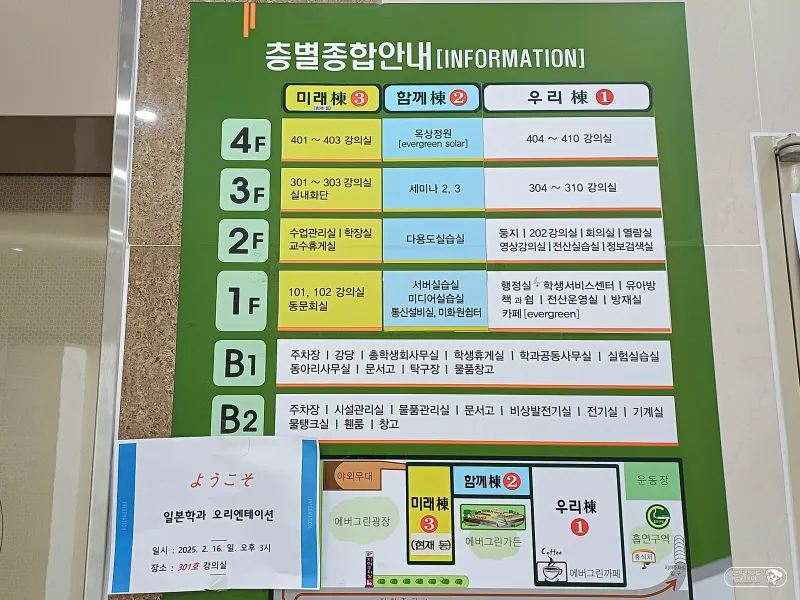 층별종합안내[INFORMATION]
미래棟 3 함께棟 2 우리 棟 1
4F
401 ~ 403 강의실
옥상정원
[evergreen solar]
404 ~ 410 강의실
3F
301 ~ 303 강의실
실내화단
세미나 2, 3
304 ~ 310 강의실
2F
수업관리실 | 학장실
교수휴게실
다용도실습실
둥지 | 202강의실 | 회의실 | 열람실
영상강의실 | 전산실습실 | 정보검색실
1F
101, 102 강의실
동문회실
서버실습실
미디어실습실
통신설비실, 미화원쉼터
행정실·학생서비스센터 | 유아방
책과쉼 | 전산운영실 | 방재실
카페[evergreen]
B1
주차장 | 강당 | 총학생회사무실 | 학생휴게실 | 학과공동사무실 | 실험실습실
동아리사무실 | 문서고 | 탁구장 | 물품창고
B2
주차장 | 시설관리실 | 물품관리실 | 문서고 | 비상발전기실 | 전기실 | 기계실
물탱크실 | 휀룸 | 창고
ようこそ
일본학과 오리엔테이션
일시 : 2025. 2. 16. 일. 오후 3시
장소 : 301호 강의실
야외무대
에버그린광장
미래棟
3
(현재 동)
함께棟 2
에버그린가든
우리棟
1
Coffee
에버그린까페
운동장
흡연구역
휴식처